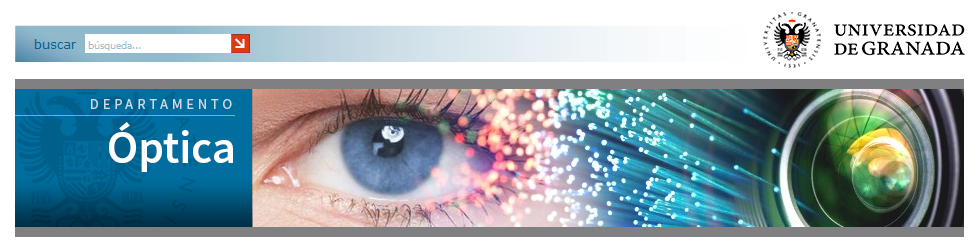 buscar
búsqueda...
UNIVERSIDAD
DE GRANADA
DEPARTAMENTO
Óptica